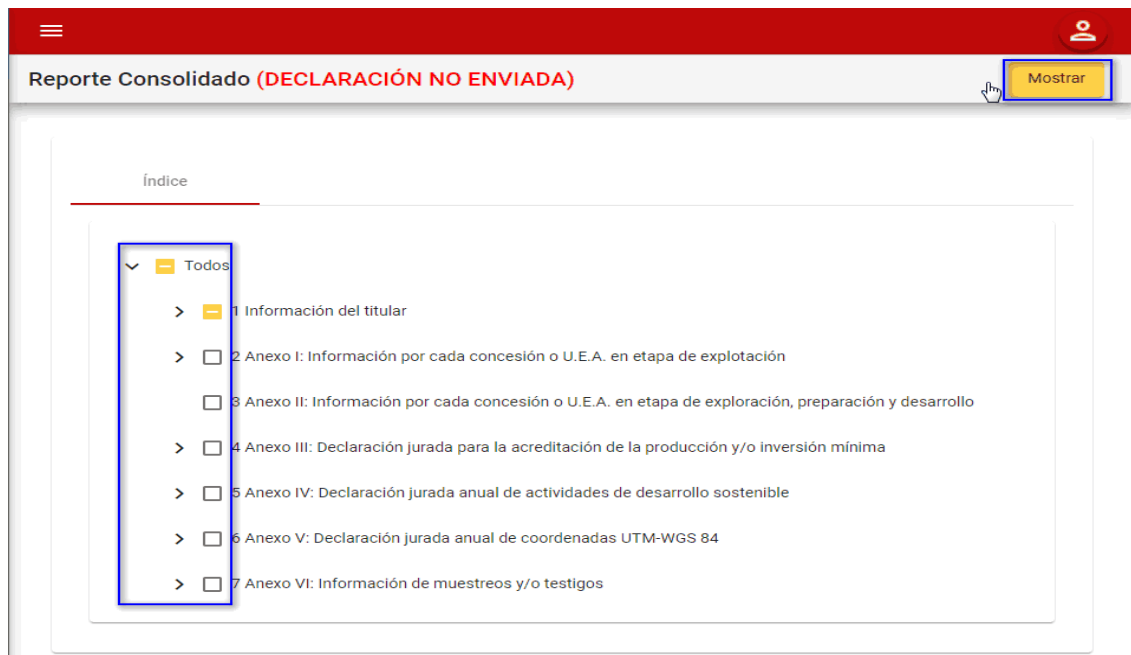 Reporte Consolidado (DECLARACIÓN NO ENVIADA)
Mostrar
Índice
Todos
1 Información del titular
2 Anexo I: Información por cada concesión o U.E.A. en etapa de explotación
3 Anexo II: Información por cada concesión o U.E.A. en etapa de exploración, preparación y desarrollo
4 Anexo III: Declaración jurada para la acreditación de la producción y/o inversión mínima
5 Anexo IV: Declaración jurada anual de actividades de desarrollo sostenible
6 Anexo V: Declaración jurada anual de coordenadas UTM-WGS 84
7 Anexo VI: Información de muestreos y/o testigos